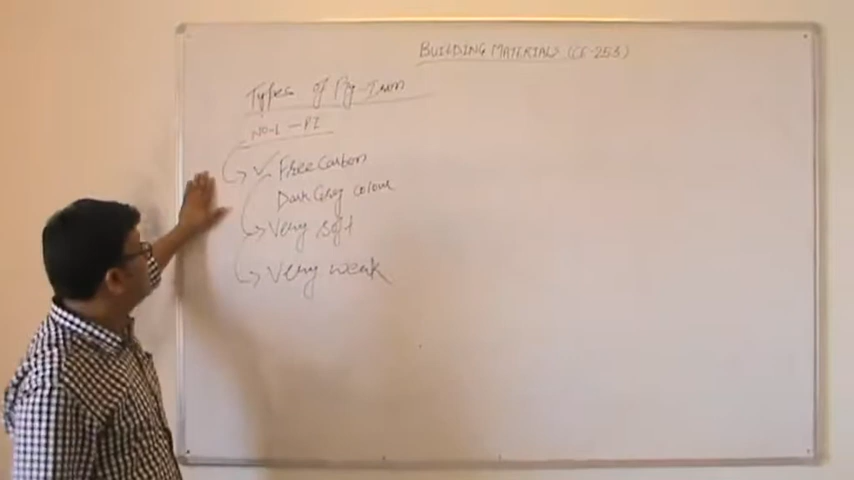 BUILDING MATERIALS (CE-253)
Types of Pig-Iron
NO-1 - PI
✓ Free Carbon
Dark Grey colour
Very soft
Very weak